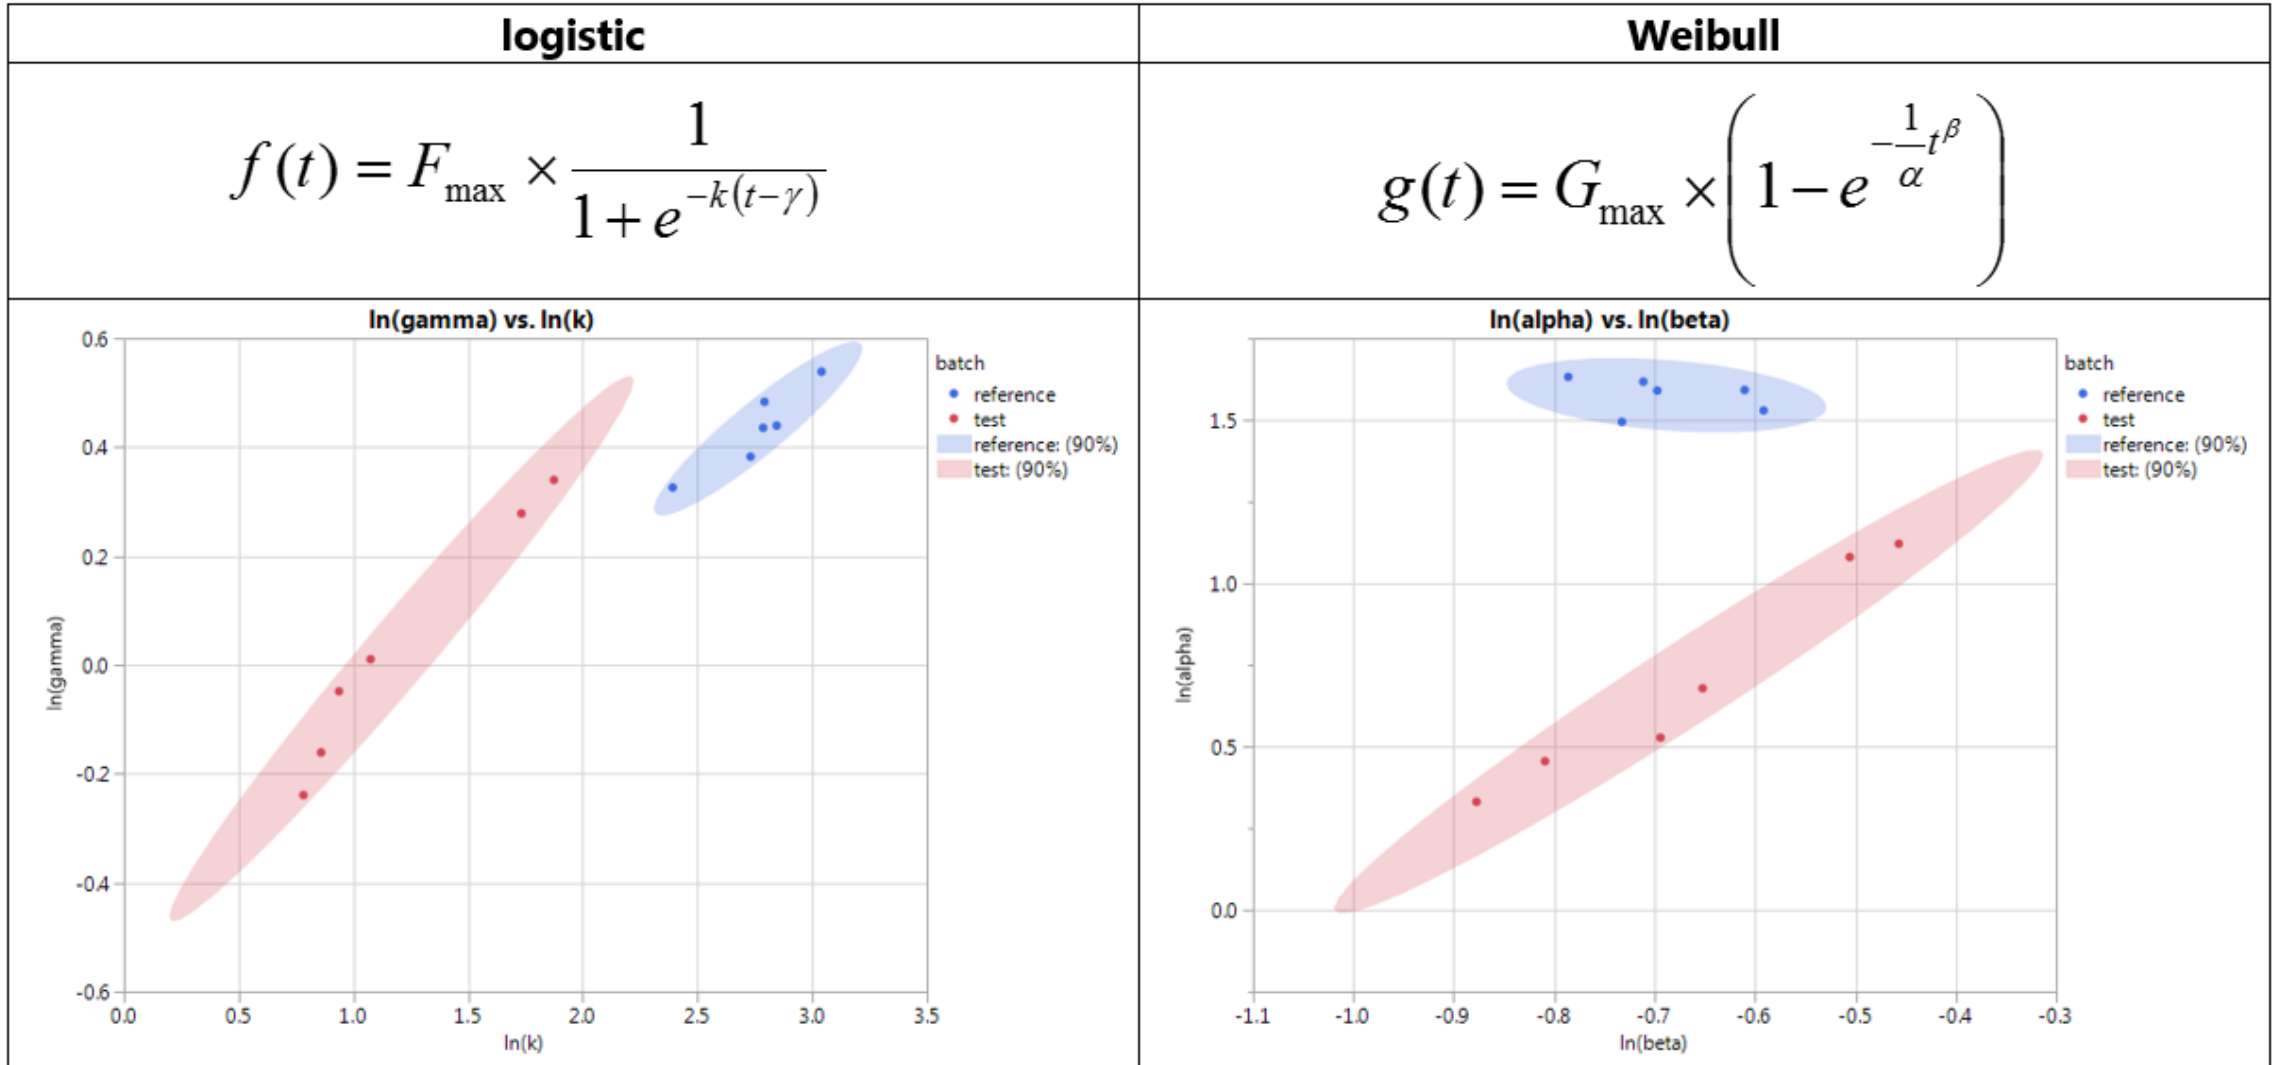 logistic
Weibull
f(t) = F_max × 1 / (1 + e^{-k(t-γ)})
g(t) = G_max × (1 - e^{-(1/α) t^β})
ln(gamma) vs. ln(k)
0.6
0.4
0.2
0.0
-0.2
-0.4
-0.6
ln(gamma)
0.0 0.5 1.0 1.5 2.0 2.5 3.0 3.5
ln(k)
batch
reference
test
reference: (90%)
test: (90%)
ln(alpha) vs. ln(beta)
1.5
1.0
0.5
0.0
ln(alpha)
-1.1 -1.0 -0.9 -0.8 -0.7 -0.6 -0.5 -0.4 -0.3
ln(beta)
batch
reference
test
reference: (90%)
test: (90%)